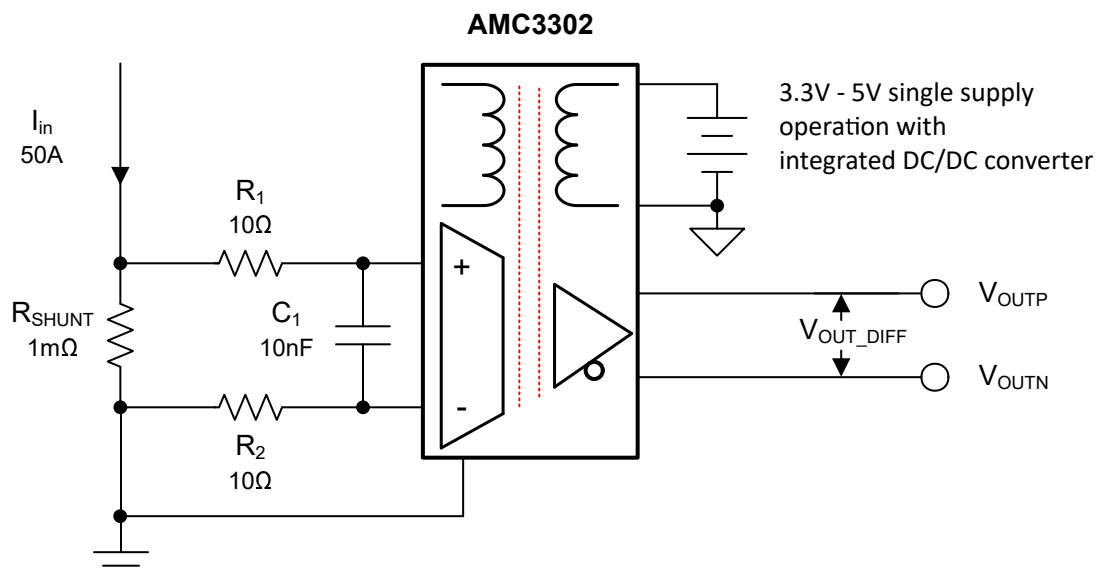 AMC3302
I_in
50A
3.3V - 5V single supply
operation with
integrated DC/DC converter
R_1
10Ω
+
R_SHUNT
1mΩ
C_1
10nF
V_OUTP
V_OUT_DIFF
V_OUTN
-
R_2
10Ω